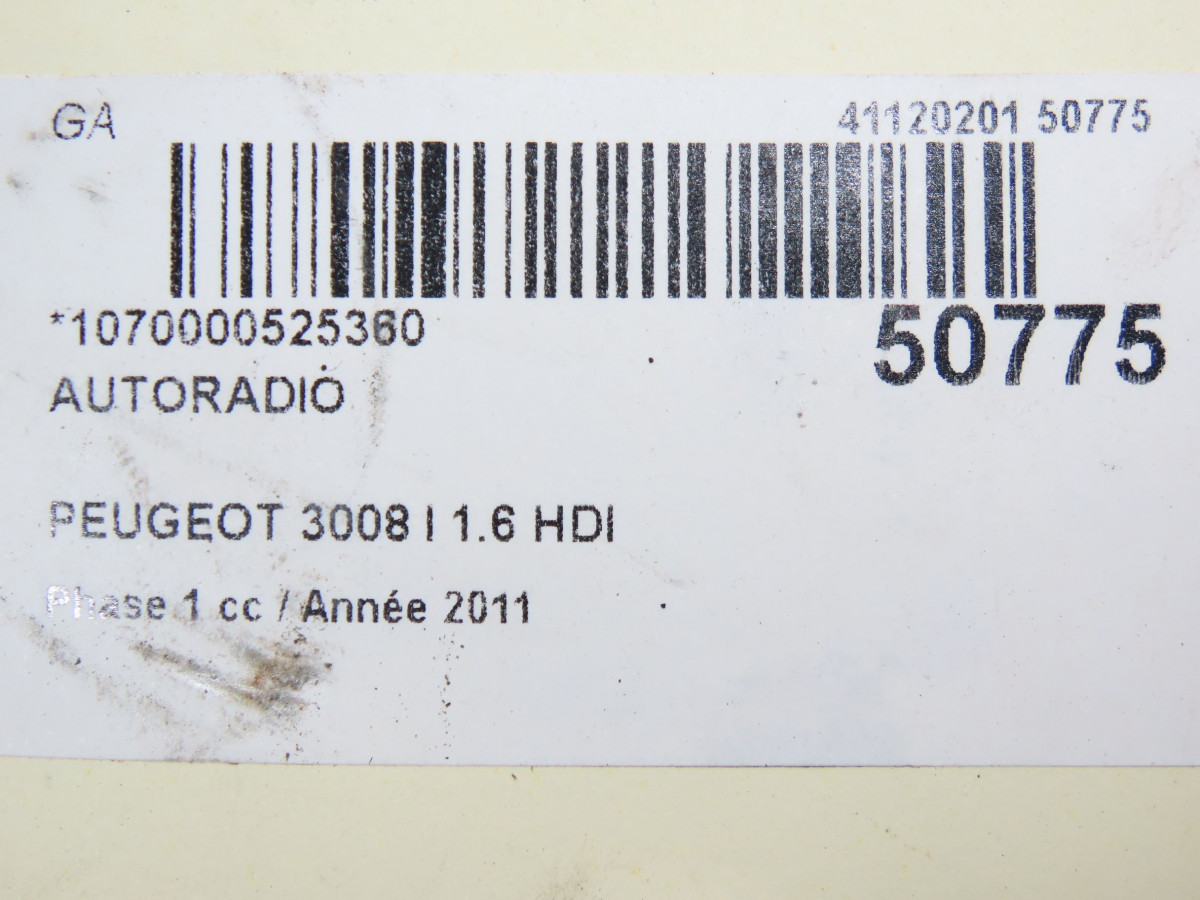 GA 41120201 50775
*1070000525360 50775
AUTORADIO
PEUGEOT 3008 I 1.6 HDI
Phase 1 cc / Année 2011